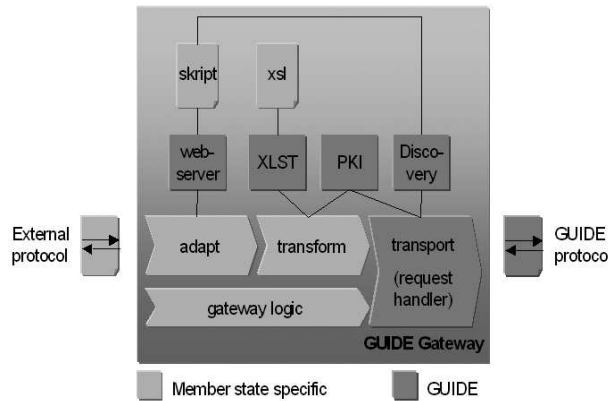 skript
xsl
web-
server
XLST
PKI
Disco-
very
External
protocol
adapt
transform
transport
(request
handler)
gateway logic
GUIDE Gateway
GUIDE
protoco
Member state specific
GUIDE